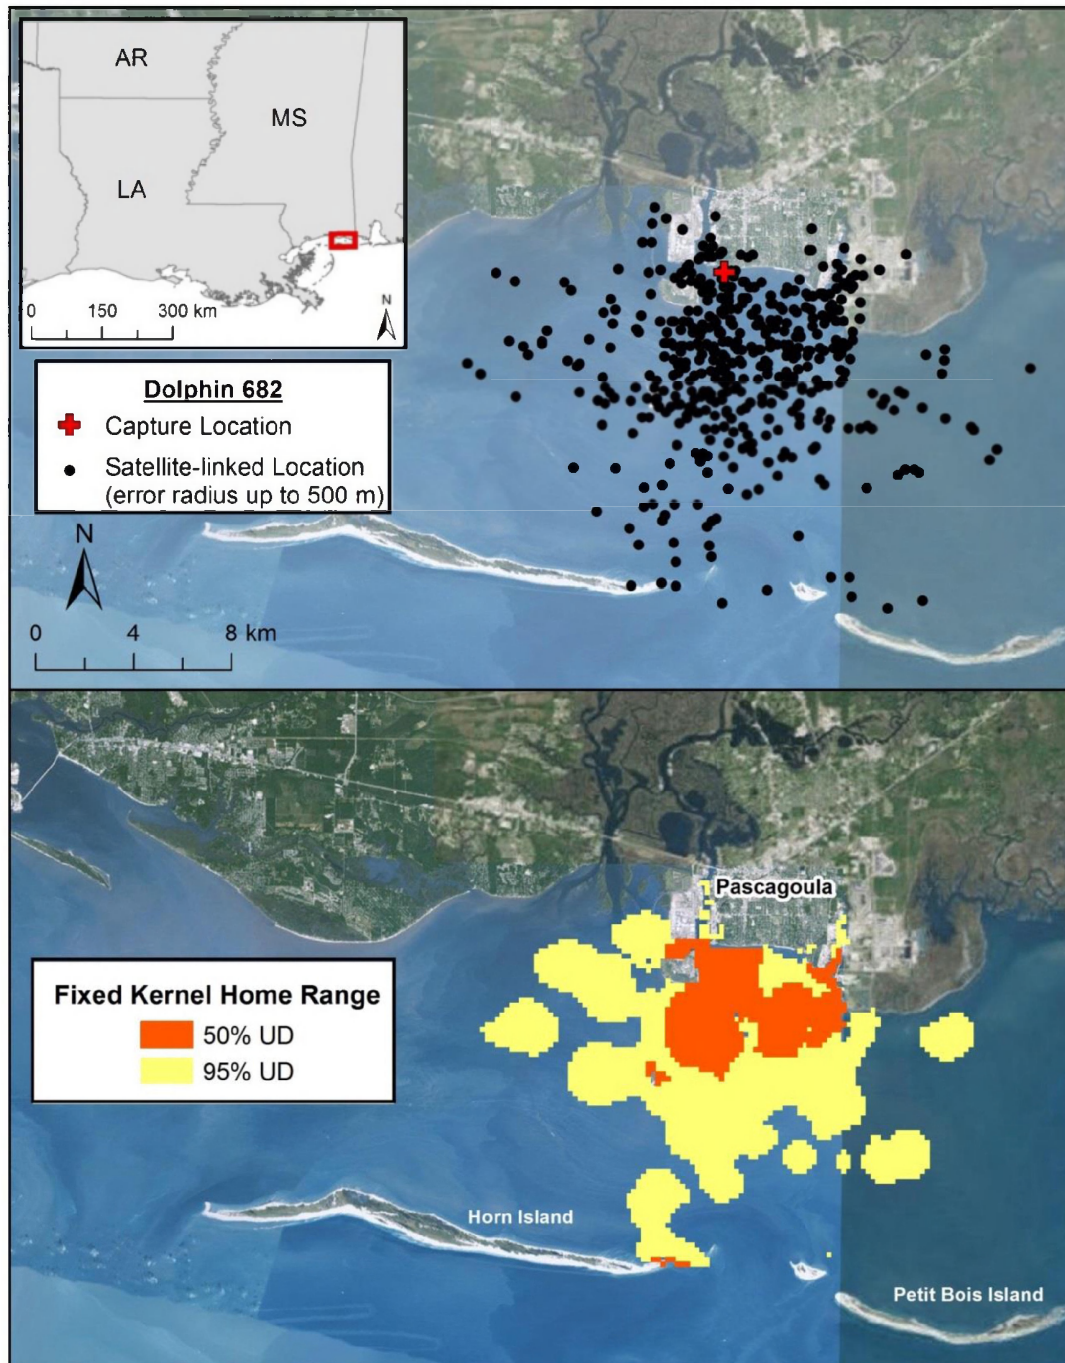 AR
MS
LA
0 150 300 km
N
Dolphin 682
Capture Location
Satellite-linked Location
(error radius up to 500 m)
N
0 4 8 km
Pascagoula
Fixed Kernel Home Range
50% UD
95% UD
Horn Island
Petit Bois Island